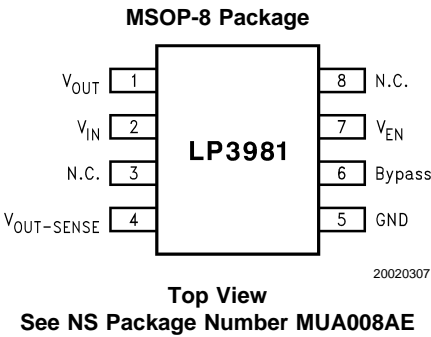 MSOP-8 Package
V_OUT 1
8 N.C.
V_IN 2
7 V_EN
LP3981
N.C. 3
6 Bypass
V_OUT-SENSE 4
5 GND
20020307
Top View
See NS Package Number MUA008AE